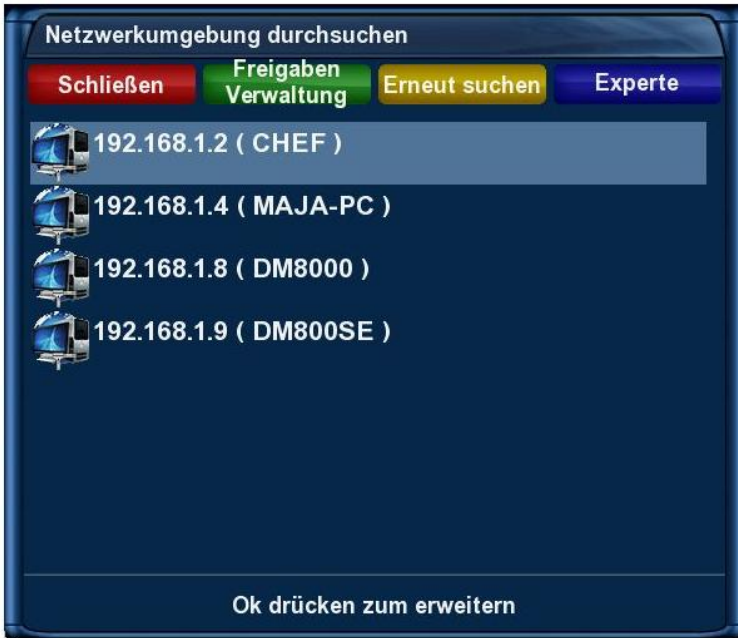 Netzwerkumgebung durchsuchen
Schließen
Freigaben
Verwaltung
Erneut suchen
Experte
192.168.1.2 ( CHEF )
192.168.1.4 ( MAJA-PC )
192.168.1.8 ( DM8000 )
192.168.1.9 ( DM800SE )
Ok drücken zum erweitern